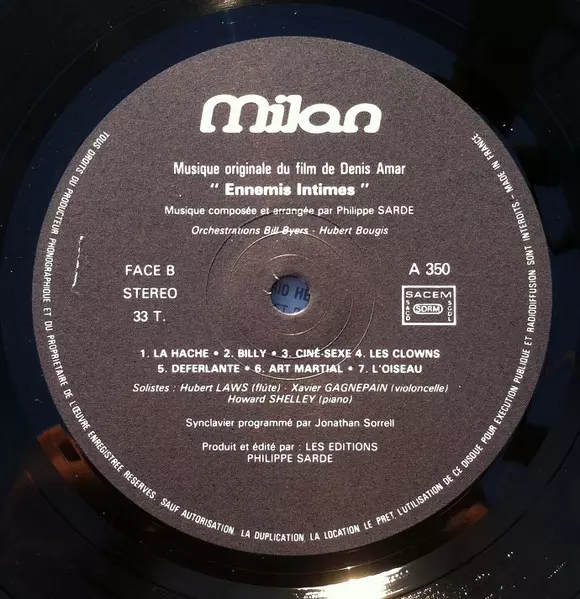 milan
Musique originale du film de Denis Amar
" Ennemis Intimes "
Musique composée et arrangée par Philippe SARDE
Orchestrations Bill Byers - Hubert Bougis
FACE B
STEREO
33 T.
A 350
SACEM
SACD
SDRM
SCDL
1. LA HACHE • 2. BILLY • 3. CINÉ-SEXE 4. LES CLOWNS
5. DEFERLANTE • 6. ART MARTIAL • 7. L'OISEAU
Solistes : Hubert LAWS (flûte) - Xavier GAGNEPAIN (violoncelle)
Howard SHELLEY (piano)
Synclavier programmé par Jonathan Sorrell
Produit et édité par : LES EDITIONS
PHILIPPE SARDE
TOUS DROITS DU PRODUCTEUR PHONOGRAPHIQUE ET DU PROPRIETAIRE DE L'ŒUVRE ENREGISTREE RESERVES. SAUF AUTORISATION, LA DUPLICATION, LA LOCATION, LE PRET, L'UTILISATION DE CE DISQUE POUR EXECUTION PUBLIQUE ET RADIODIFFUSION SONT INTERDITS - MADE IN FRANCE